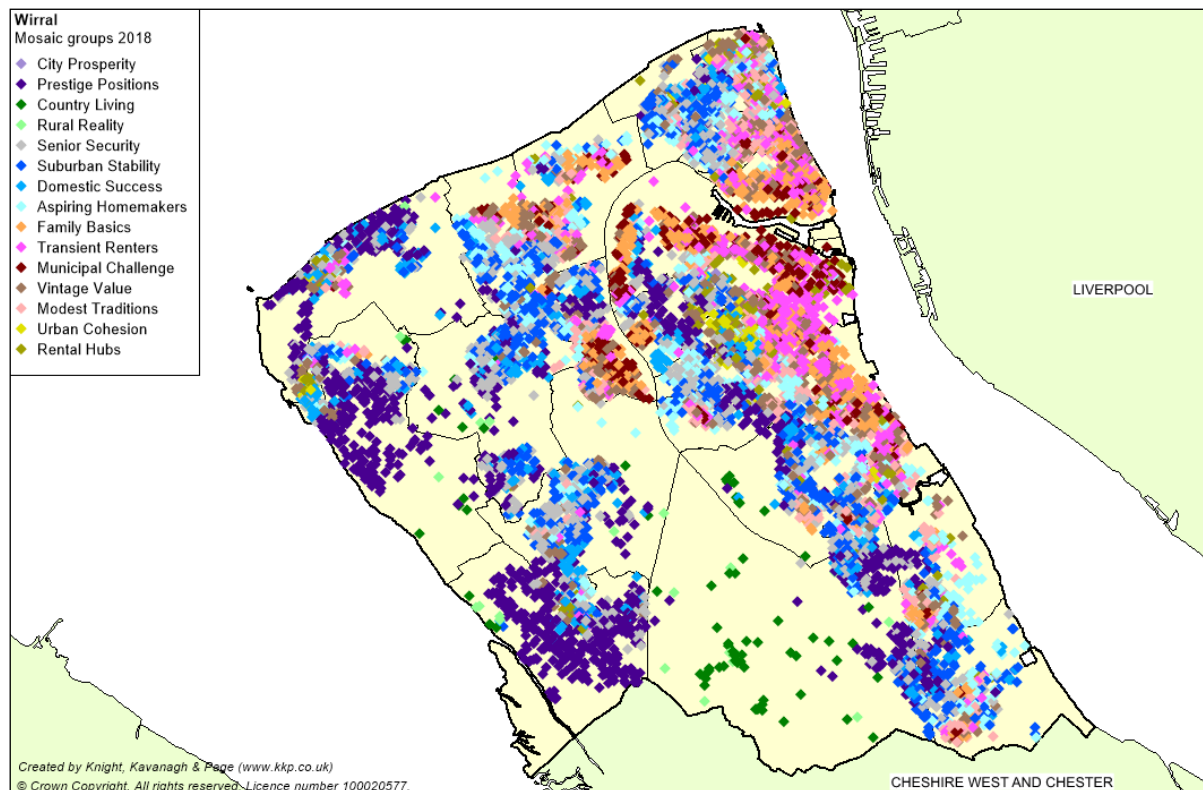 Wirral
Mosaic groups 2018
City Prosperity
Prestige Positions
Country Living
Rural Reality
Senior Security
Suburban Stability
Domestic Success
Aspiring Homemakers
Family Basics
Transient Renters
Municipal Challenge
Vintage Value
Modest Traditions
Urban Cohesion
Rental Hubs
LIVERPOOL
CHESHIRE WEST AND CHESTER
Created by Knight, Kavanagh & Page (www.kkp.co.uk)
© Crown Copyright. All rights reserved. Licence number 100020577.